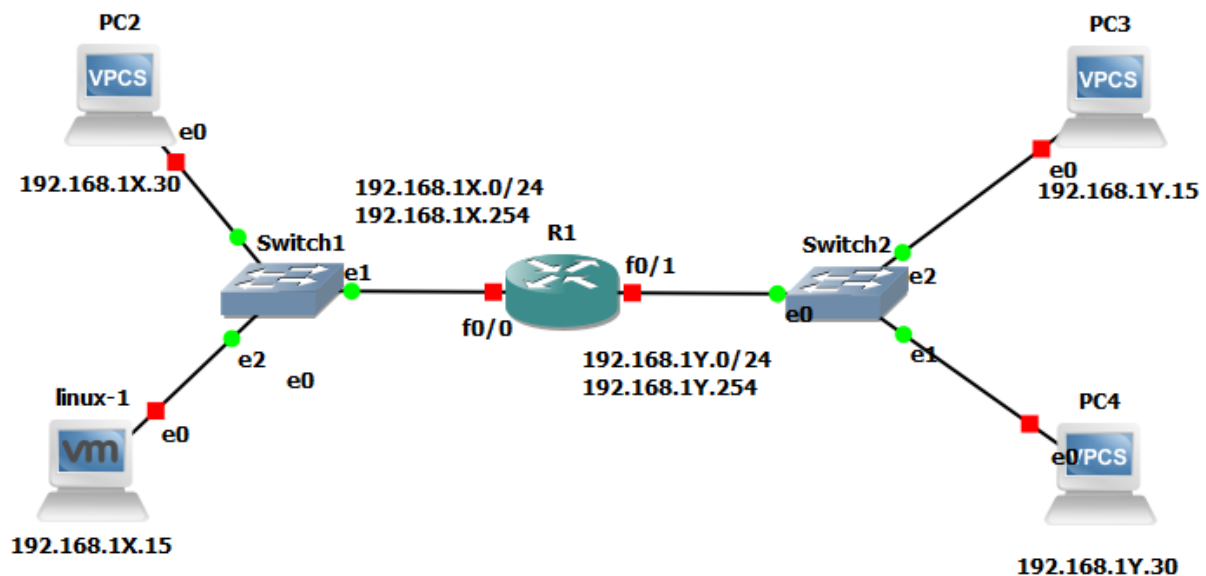 PC2
VPCS
e0
192.168.1X.30
PC3
VPCS
e0
192.168.1Y.15
192.168.1X.0/24
192.168.1X.254
Switch1
e1
R1
f0/0
f0/1
Switch2
e2
e0
e1
192.168.1Y.0/24
192.168.1Y.254
e2
e0
linux-1
vm
e0
192.168.1X.15
PC4
VPCS
e0
192.168.1Y.30